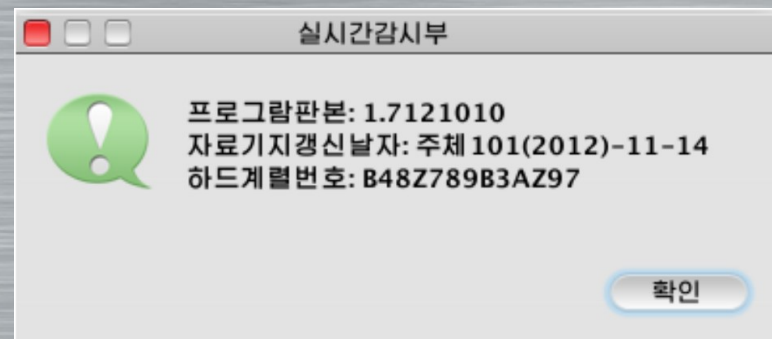 실시간감시부
프로그람판본: 1.7121010
자료기지갱신날자: 주체101(2012)-11-14
하드계렬번호: B48Z789B3AZ97
확인